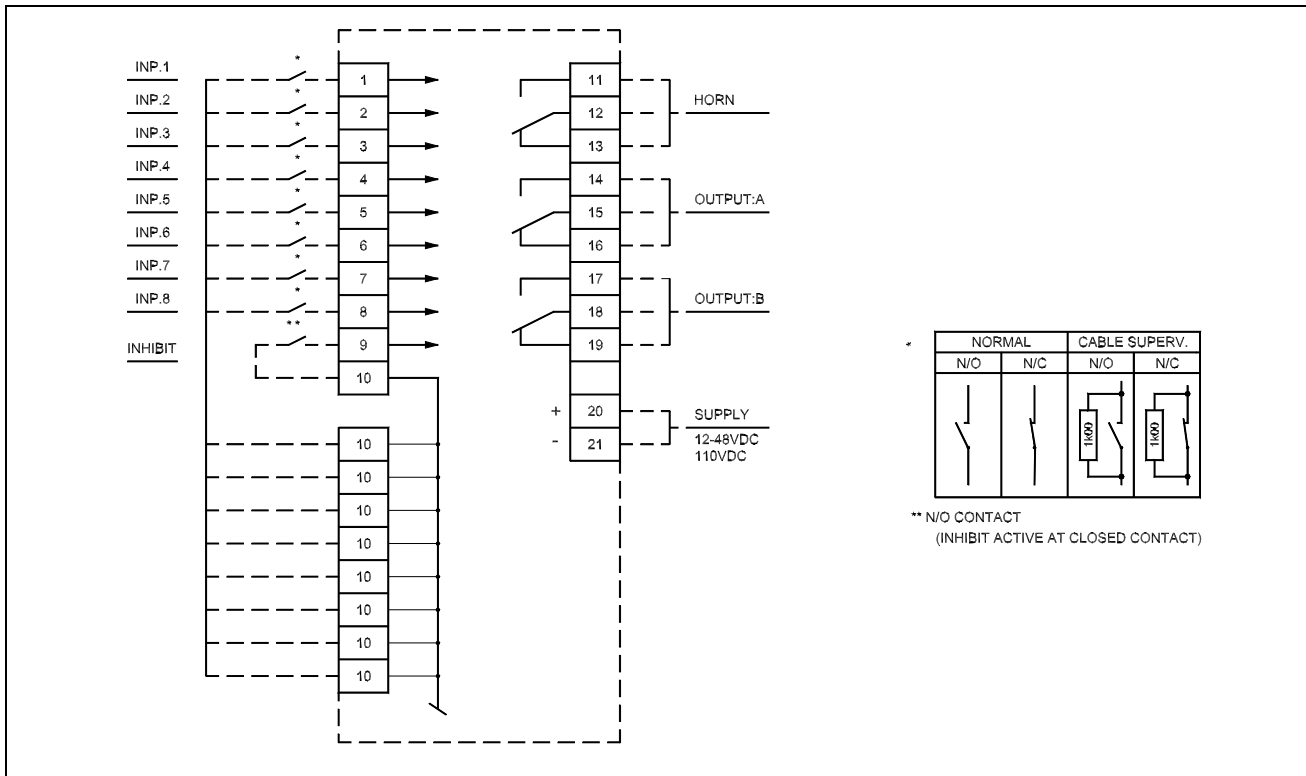 INP.1
INP.2
INP.3
INP.4
INP.5
INP.6
INP.7
INP.8
INHIBIT
*
*
*
*
*
*
*
*
**
1
2
3
4
5
6
7
8
9
10
10
10
10
10
10
10
10
10
11
12
13
14
15
16
17
18
19
+ 20
- 21
HORN
OUTPUT:A
OUTPUT:B
SUPPLY
12-48VDC
110VDC
*
NORMAL CABLE SUPERV.
N/O N/C N/O N/C
1k00 1k00
** N/O CONTACT
(INHIBIT ACTIVE AT CLOSED CONTACT)